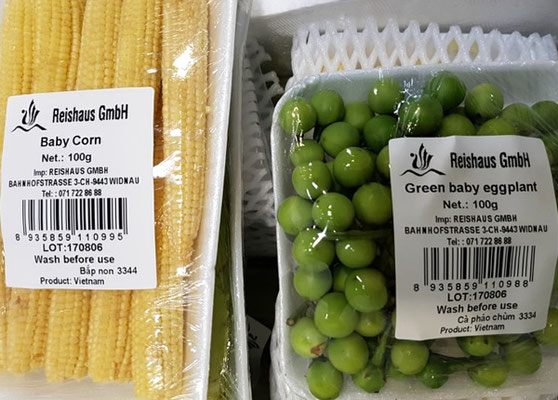 Reishaus GmbH
Baby Corn
Net.: 100g
Imp: REISHAUS GMBH
BAHNHOFSTRASSE 3-CH-9443 WIDNAU
Tel: : 071 722 86 88
8 935859 110995
LOT:170806
Wash before use
Bắp non 3344
Product: Vietnam
Reishaus GmbH
Green baby eggplant
Net.: 100g
Imp: REISHAUS GMBH
BAHNHOFSTRASSE 3-CH-9443 WIDNAU
Tel: : 071 722 86 88
8 935859 110988
LOT:170806
Wash before use
Cà pháo chùm 3334
Product: Vietnam